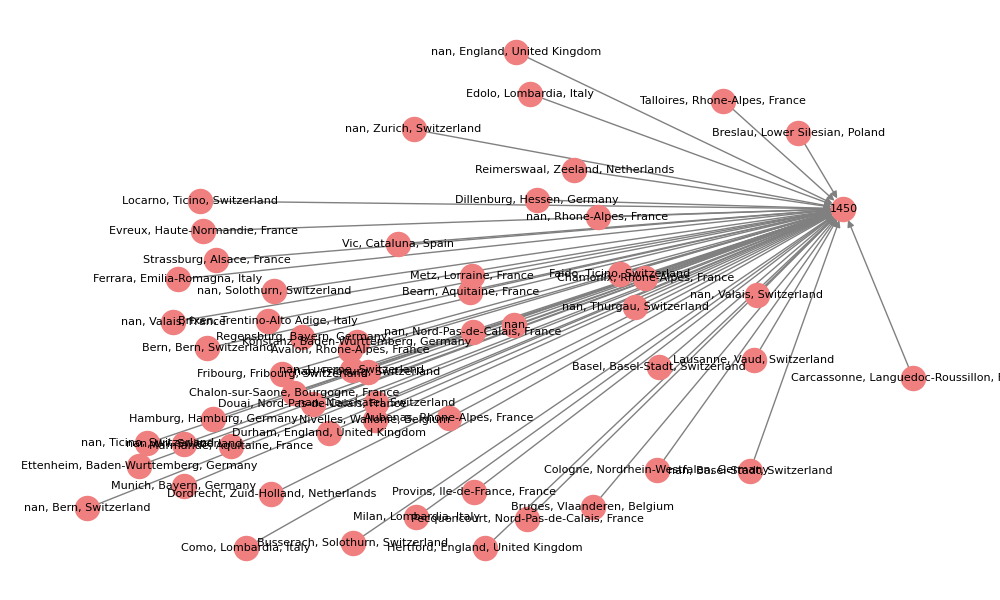 nan, England, United Kingdom
Edolo, Lombardia, Italy
Talloires, Rhone-Alpes, France
nan, Zurich, Switzerland
Breslau, Lower Silesian, Poland
Reimerswaal, Zeeland, Netherlands
Locarno, Ticino, Switzerland
Dillenburg, Hessen, Germany
1450
nan, Rhone-Alpes, France
Evreux, Haute-Normandie, France
Vic, Cataluna, Spain
Strassburg, Alsace, France
Ferrara, Emilia-Romagna, Italy
Metz, Lorraine, France
Faido, Ticino, Switzerland
Chamonix, Rhone-Alpes, France
nan, Solothurn, Switzerland
Bearn, Aquitaine, France
nan, Valais, Switzerland
nan, Thurgau, Switzerland
nan, Valais, France
Brixen, Trentino-Alto Adige, Italy
nan,
nan, Nord-Pas-de-Calais, France
Regensburg, Bayern, Germany
Konstanz, Baden-Wurttemberg, Germany
Bern, Bern, Switzerland
Avalon, Rhone-Alpes, France
Lausanne, Vaud, Switzerland
Basel, Basel-Stadt, Switzerland
nan, Luzerne, Switzerland
Fribourg, Fribourg, Switzerland
Switzerland
Carcassonne, Languedoc-Roussillon, F
Chalon-sur-Saone, Bourgogne, France
Douai, Nord-Pas-de-Calais, France
nan, Neuchatel, Switzerland
Hamburg, Hamburg, Germany
Nivelles, Wallonie, Belgium
Aubenas, Rhone-Alpes, France
Durham, England, United Kingdom
nan, Ticino, Switzerland
Marmande, Aquitaine, France
Ettenheim, Baden-Wurttemberg, Germany
Cologne, Nordrhein-Westfalen, Germany
nan, Basel-Stadt, Switzerland
Munich, Bayern, Germany
Dordrecht, Zuid-Holland, Netherlands
Provins, Ile-de-France, France
nan, Bern, Switzerland
Bruges, Vlaanderen, Belgium
Milan, Lombardia, Italy
Pecquencourt, Nord-Pas-de-Calais, France
Como, Lombardia, Italy
Busserach, Solothurn, Switzerland
Hertford, England, United Kingdom